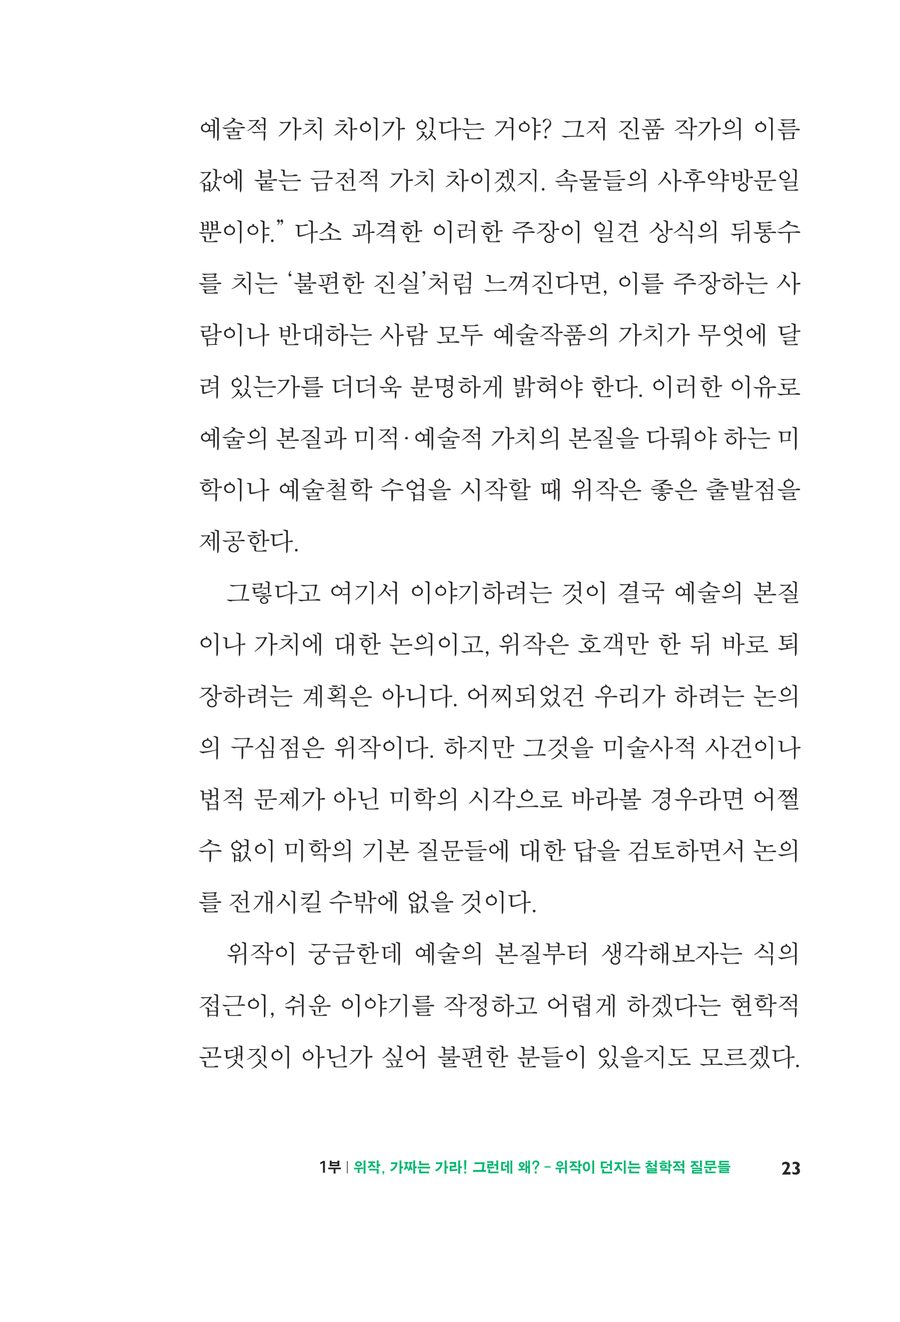 예술적 가치 차이가 있다는 거야? 그저 진품 작가의 이름
값에 붙는 금전적 가치 차이겠지. 속물들의 사후약방문일
뿐이야.” 다소 과격한 이러한 주장이 일견 상식의 뒤통수
를 치는 ‘불편한 진실’처럼 느껴진다면, 이를 주장하는 사
람이나 반대하는 사람 모두 예술작품의 가치가 무엇에 달
려 있는가를 더더욱 분명하게 밝혀야 한다. 이러한 이유로
예술의 본질과 미적·예술적 가치의 본질을 다뤄야 하는 미
학이나 예술철학 수업을 시작할 때 위작은 좋은 출발점을
제공한다.
그렇다고 여기서 이야기하려는 것이 결국 예술의 본질
이나 가치에 대한 논의이고, 위작은 호객만 한 뒤 바로 퇴
장하려는 계획은 아니다. 어찌되었건 우리가 하려는 논의
의 구심점은 위작이다. 하지만 그것을 미술사적 사건이나
법적 문제가 아닌 미학의 시각으로 바라볼 경우라면 어쩔
수 없이 미학의 기본 질문들에 대한 답을 검토하면서 논의
를 전개시킬 수밖에 없을 것이다.
위작이 궁금한데 예술의 본질부터 생각해보자는 식의
접근이, 쉬운 이야기를 작정하고 어렵게 하겠다는 현학적
곤댓짓이 아닌가 싶어 불편한 분들이 있을지도 모르겠다.
1부 | 위작, 가짜는 가라! 그런데 왜? – 위작이 던지는 철학적 질문들 23